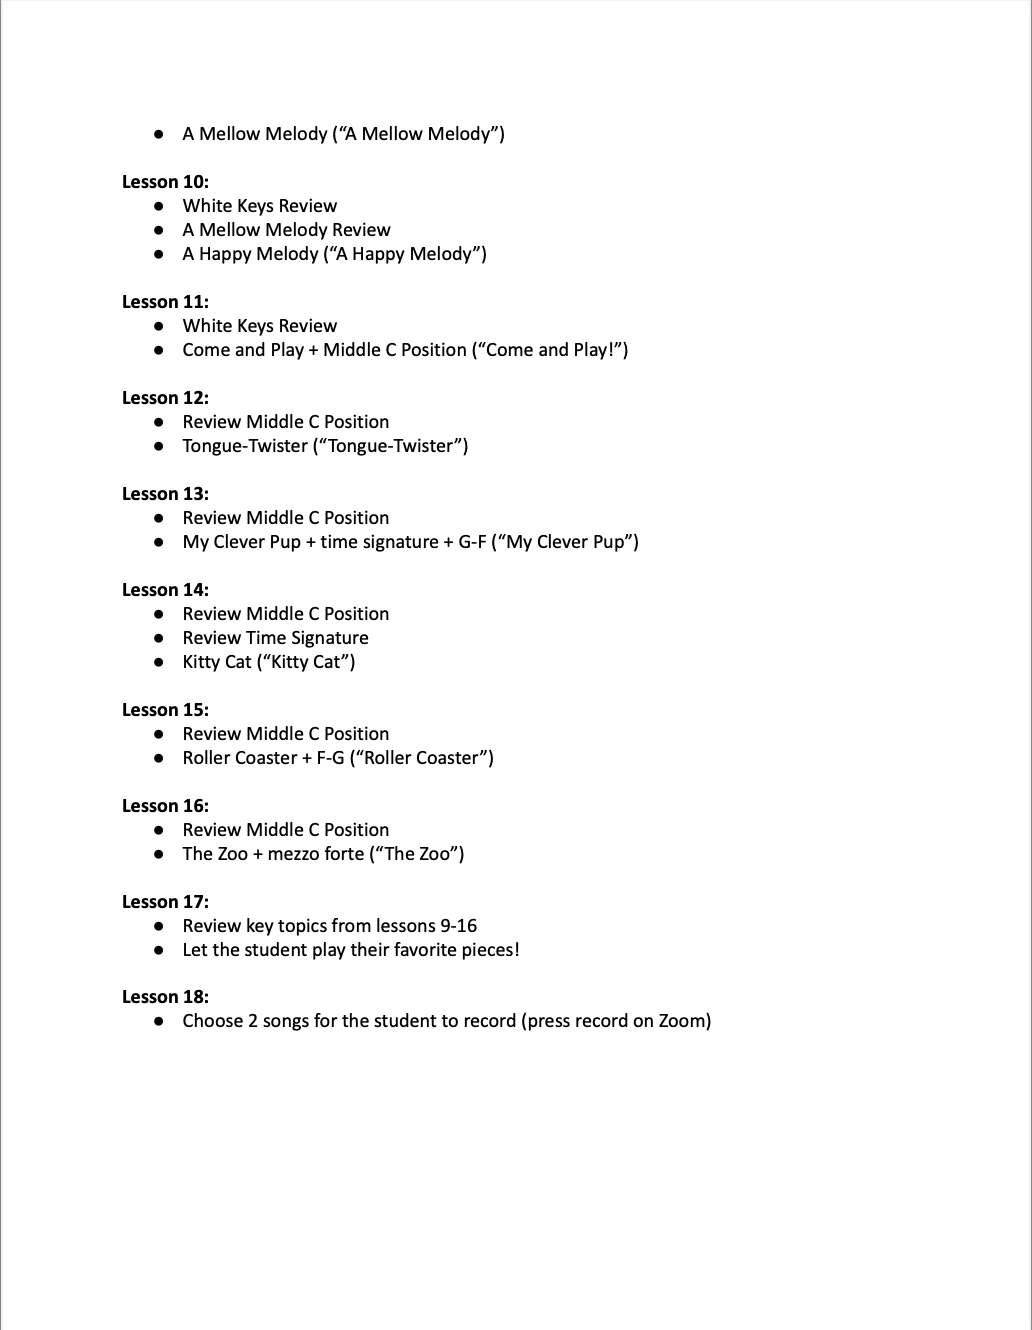 ● A Mellow Melody (“A Mellow Melody”)
Lesson 10:
● White Keys Review
● A Mellow Melody Review
● A Happy Melody (“A Happy Melody”)
Lesson 11:
● White Keys Review
● Come and Play + Middle C Position (“Come and Play!”)
Lesson 12:
● Review Middle C Position
● Tongue-Twister (“Tongue-Twister”)
Lesson 13:
● Review Middle C Position
● My Clever Pup + time signature + G-F (“My Clever Pup”)
Lesson 14:
● Review Middle C Position
● Review Time Signature
● Kitty Cat (“Kitty Cat”)
Lesson 15:
● Review Middle C Position
● Roller Coaster + F-G (“Roller Coaster”)
Lesson 16:
● Review Middle C Position
● The Zoo + mezzo forte (“The Zoo”)
Lesson 17:
● Review key topics from lessons 9-16
● Let the student play their favorite pieces!
Lesson 18:
● Choose 2 songs for the student to record (press record on Zoom)